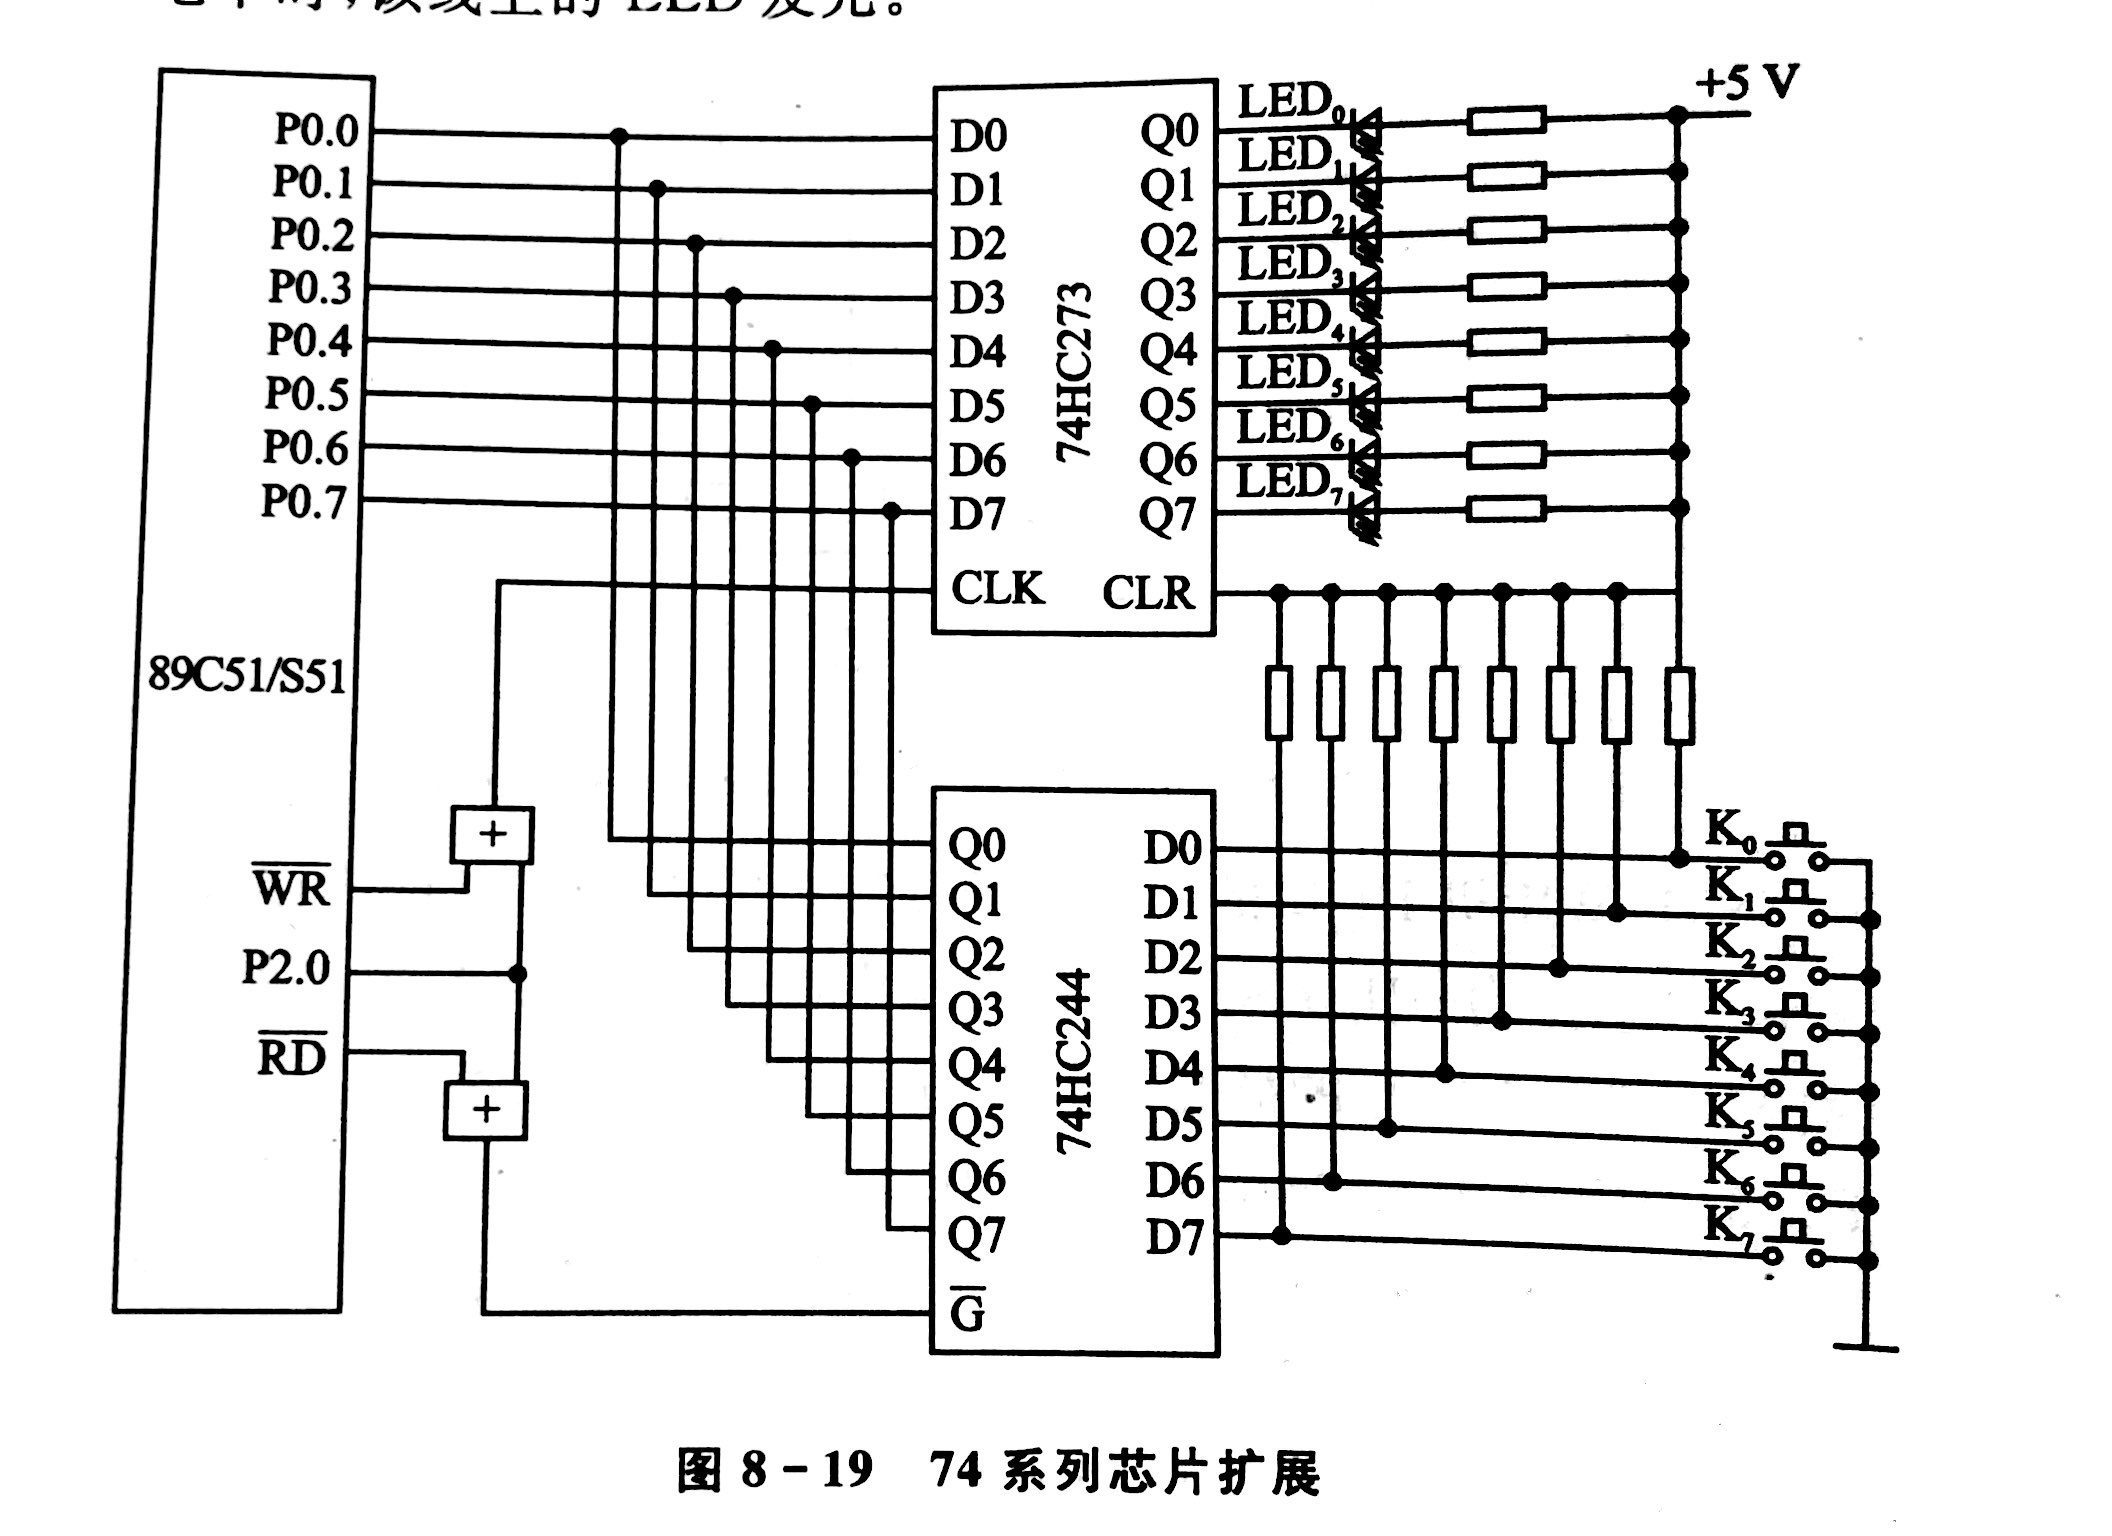 LED 发光。
+5 V
P0.0
P0.1
P0.2
P0.3
P0.4
P0.5
P0.6
P0.7
89C51/S51
WR
P2.0
RD
+
+
D0
D1
D2
D3
D4
D5
D6
D7
CLK
74HC273
Q0
Q1
Q2
Q3
Q4
Q5
Q6
Q7
CLR
LED0
LED1
LED2
LED3
LED4
LED5
LED6
LED7
Q0
Q1
Q2
Q3
Q4
Q5
Q6
Q7
G
74HC244
D0
D1
D2
D3
D4
D5
D6
D7
K0
K1
K2
K3
K4
K5
K6
K7
图 8-19 74 系列芯片扩展